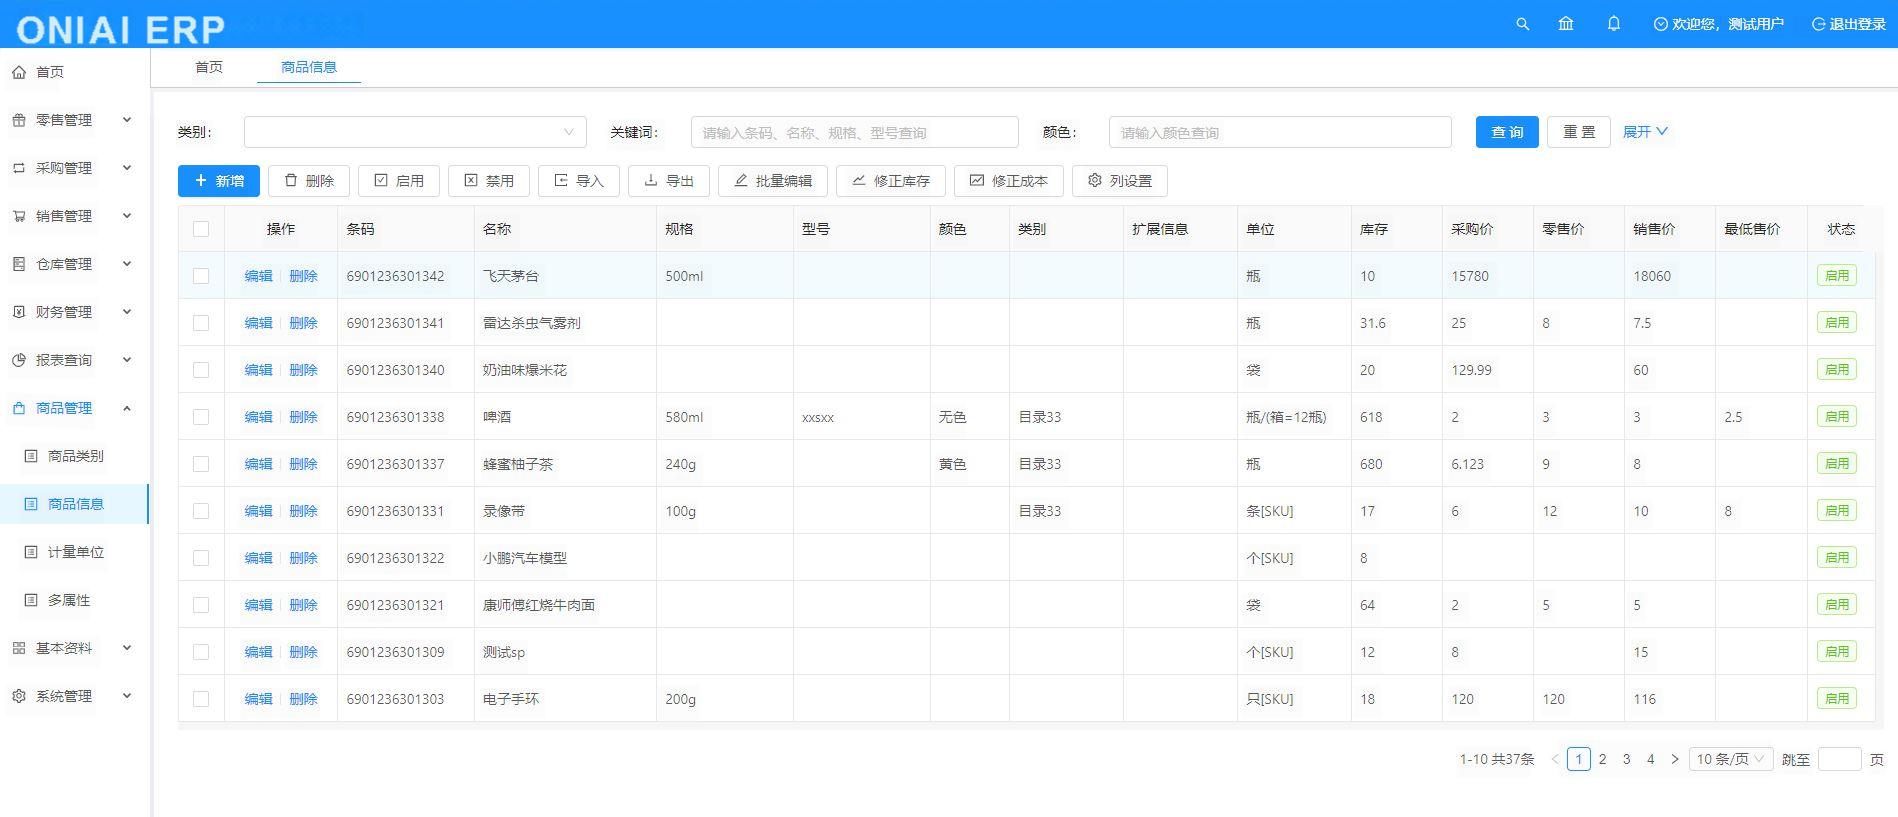 ONIAI ERP
欢迎您，测试用户 退出登录
首页 首页 商品信息
零售管理
采购管理
销售管理
仓库管理
财务管理
报表查询
商品管理
商品类别
商品信息
计量单位
多属性
基本资料
系统管理
类别： 关键词： 请输入条码、名称、规格、型号查询 颜色： 请输入颜色查询 查询 重置 展开
新增 删除 启用 禁用 导入 导出 批量编辑 修正库存 修正成本 列设置
操作 条码 名称 规格 型号 颜色 类别 扩展信息 单位 库存 采购价 零售价 销售价 最低售价 状态
编辑 删除 6901236301342 飞天茅台 500ml 瓶 10 15780 18060 启用
编辑 删除 6901236301341 雷达杀虫气雾剂 瓶 31.6 25 8 7.5 启用
编辑 删除 6901236301340 奶油味爆米花 袋 20 129.99 60 启用
编辑 删除 6901236301338 啤酒 580ml xxsxx 无色 目录33 瓶/(箱=12瓶) 618 2 3 3 2.5 启用
编辑 删除 6901236301337 蜂蜜柚子茶 240g 黄色 目录33 瓶 680 6.123 9 8 启用
编辑 删除 6901236301331 录像带 100g 目录33 条[SKU] 17 6 12 10 8 启用
编辑 删除 6901236301322 小鹏汽车模型 个[SKU] 8 启用
编辑 删除 6901236301321 康师傅红烧牛肉面 袋 64 2 5 5 启用
编辑 删除 6901236301309 测试sp 个[SKU] 12 8 15 启用
编辑 删除 6901236301303 电子手环 200g 只[SKU] 18 120 120 116 启用
1-10 共37条 < 1 2 3 4 > 10 条/页 跳至 页